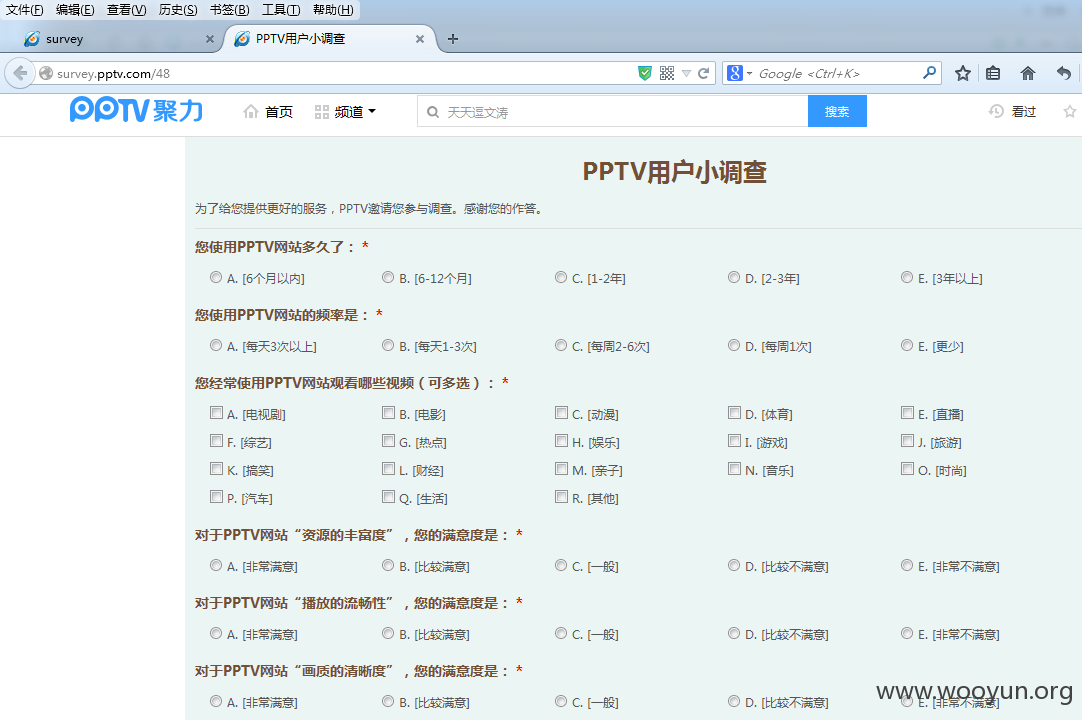 文件(F) 编辑(E) 查看(V) 历史(S) 书签(B) 工具(T) 帮助(H)
survey × PPTV用户小调查 × +
survey.pptv.com/48 8 Google <Ctrl+K>
PPTV聚力 首页 频道 天天逗文涛 搜索 看过
PPTV用户小调查
为了给您提供更好的服务，PPTV邀请您参与调查。感谢您的作答。
您使用PPTV网站多久了： *
A. [6个月以内] B. [6-12个月] C. [1-2年] D. [2-3年] E. [3年以上]
您使用PPTV网站的频率是： *
A. [每天3次以上] B. [每天1-3次] C. [每周2-6次] D. [每周1次] E. [更少]
您经常使用PPTV网站观看哪些视频（可多选）： *
A. [电视剧] B. [电影] C. [动漫] D. [体育] E. [直播]
F. [综艺] G. [热点] H. [娱乐] I. [游戏] J. [旅游]
K. [搞笑] L. [财经] M. [亲子] N. [音乐] O. [时尚]
P. [汽车] Q. [生活] R. [其他]
对于PPTV网站“资源的丰富度”，您的满意度是： *
A. [非常满意] B. [比较满意] C. [一般] D. [比较不满意] E. [非常不满意]
对于PPTV网站“播放的流畅性”，您的满意度是： *
A. [非常满意] B. [比较满意] C. [一般] D. [比较不满意] E. [非常不满意]
对于PPTV网站“画质的清晰度”，您的满意度是： *
A. [非常满意] B. [比较满意] C. [一般] D. [比较不满意] E. [非常不满意]
www.wooyun.org